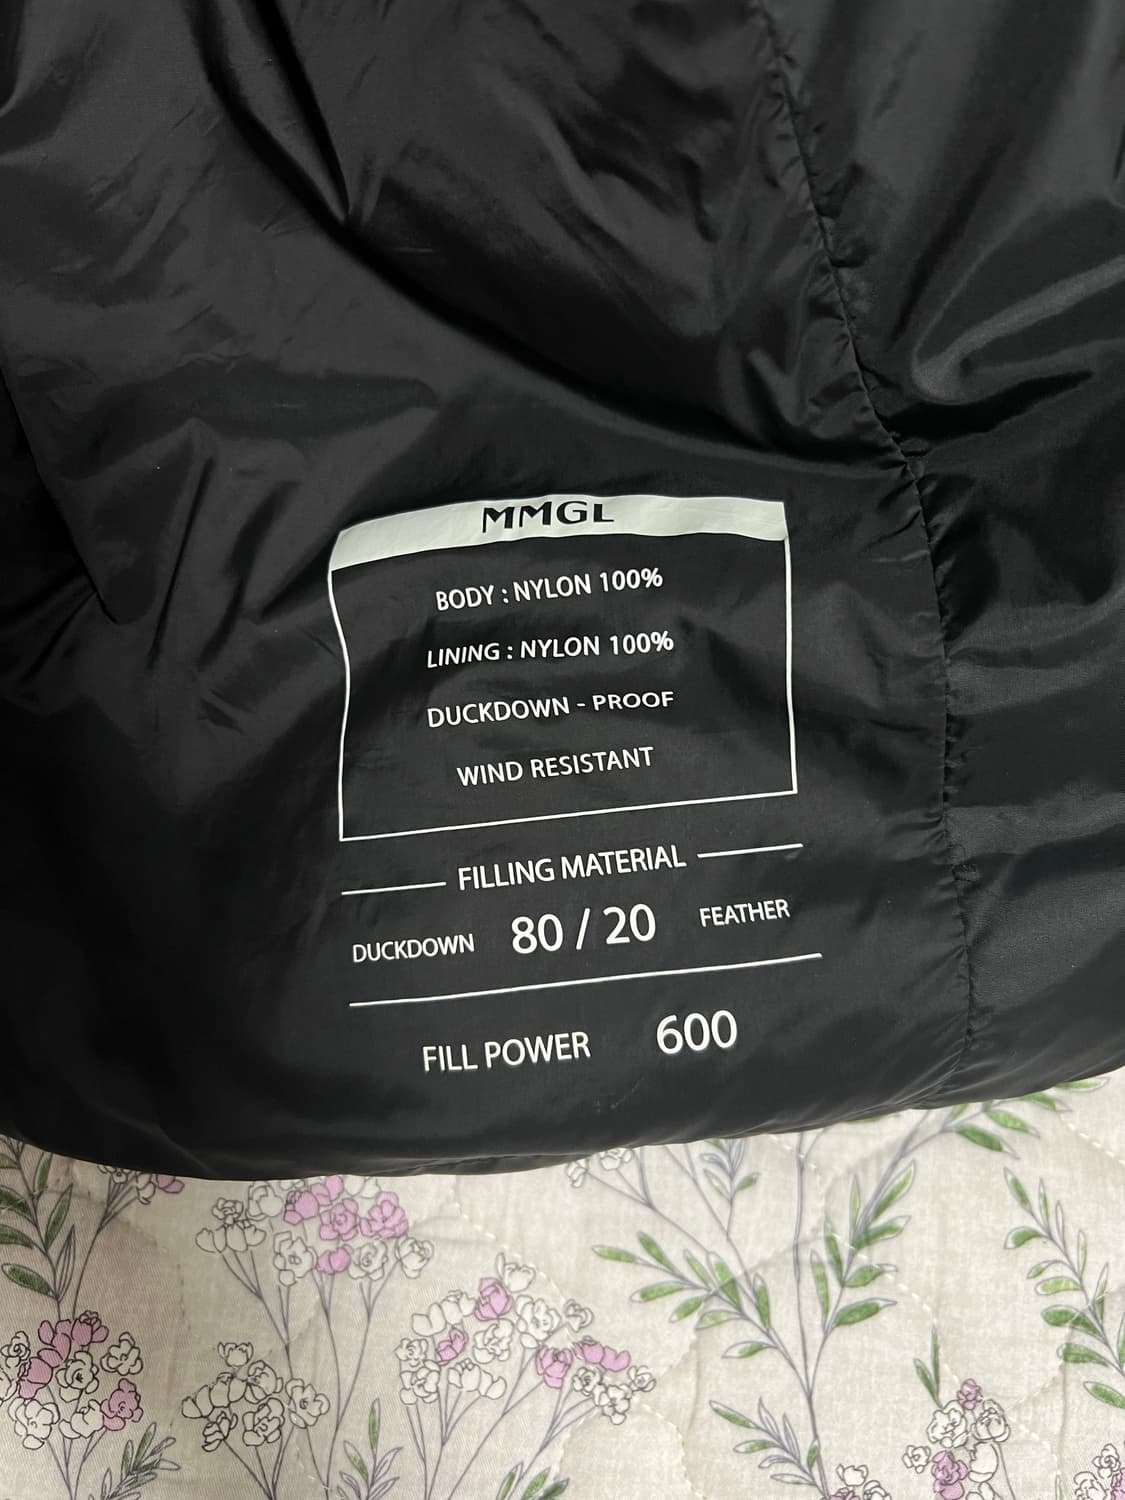 MMGL
BODY : NYLON 100%
LINING : NYLON 100%
DUCKDOWN - PROOF
WIND RESISTANT
FILLING MATERIAL
DUCKDOWN 80 / 20 FEATHER
FILL POWER 600